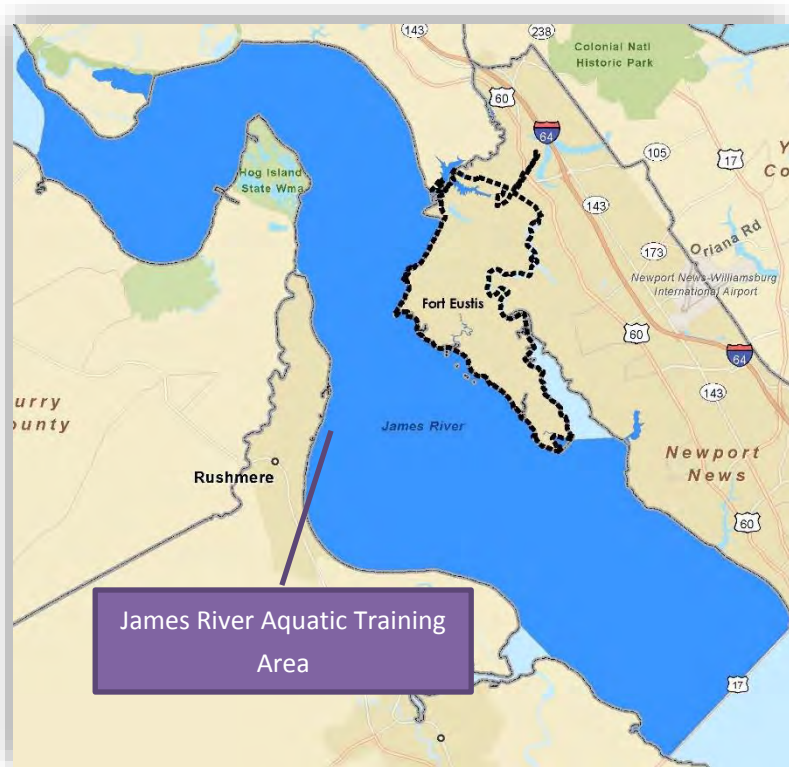 143
238
Colonial Natl
Historic Park
60
64
105
17
Y
Co
Hog Island
State Wma
143
173
Oriana Rd
Newport News-Williamsburg
International Airport
Fort Eustis
60
64
143
urry
ounty
James River
Newport
News
Rushmere
60
James River Aquatic Training
Area
17